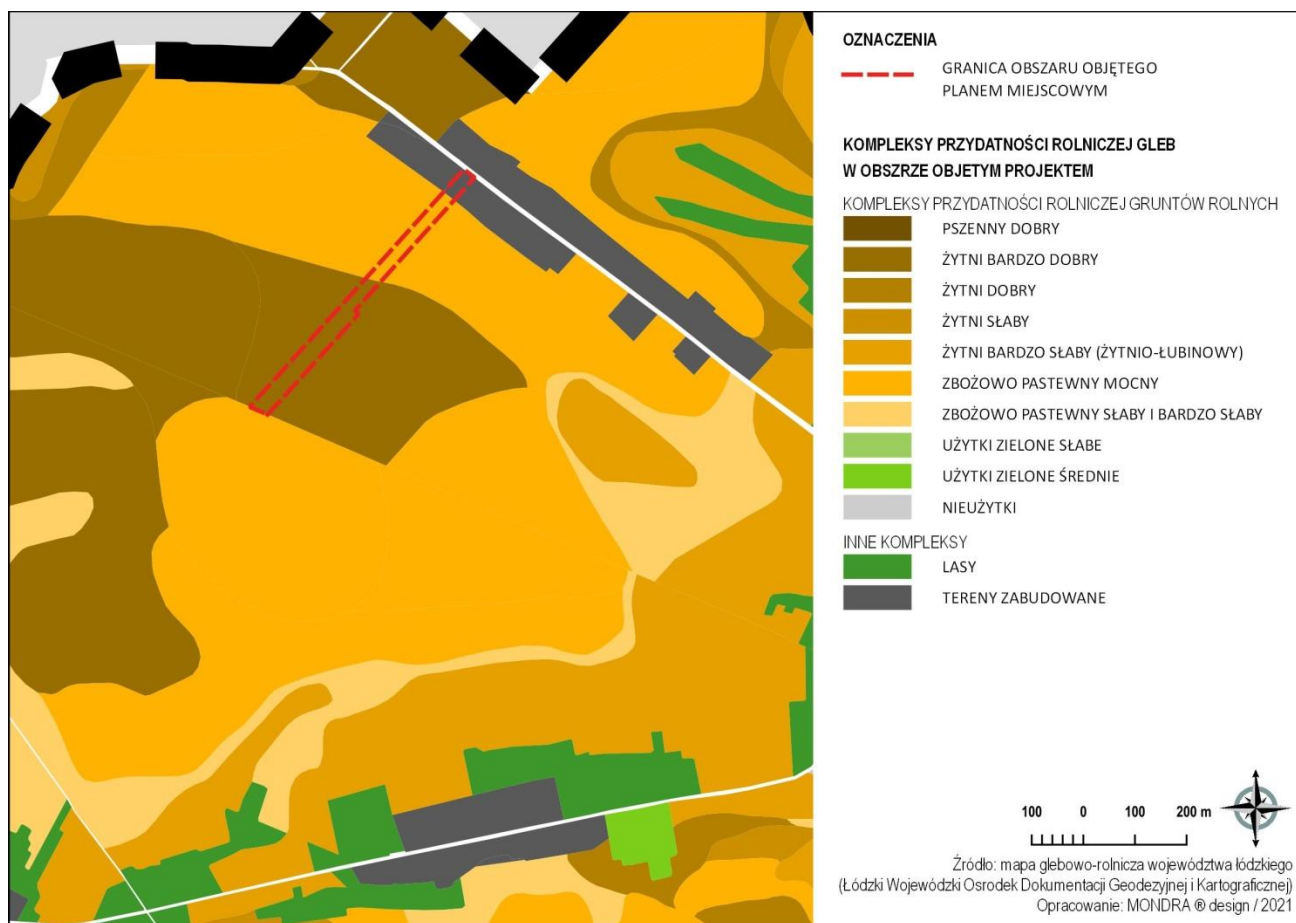 OZNACZENIA
GRANICA OBSZARU OBJĘTEGO
PLANEM MIEJSCOWYM
KOMPLEKSY PRZYDATNOŚCI ROLNICZEJ GLEB
W OBSZRZE OBJETYM PROJEKTEM
KOMPLEKSY PRZYDATNOŚCI ROLNICZEJ GRUNTÓW ROLNYCH
PSZENNY DOBRY
ŻYTNI BARDZO DOBRY
ŻYTNI DOBRY
ŻYTNI SŁABY
ŻYTNI BARDZO SŁABY (ŻYTNIO-ŁUBINOWY)
ZBOŻOWO PASTEWNY MOCNY
ZBOŻOWO PASTEWNY SŁABY I BARDZO SŁABY
UŻYTKI ZIELONE SŁABE
UŻYTKI ZIELONE ŚREDNIE
NIEUŻYTKI
INNE KOMPLEKSY
LASY
TERENY ZABUDOWANE
100 0 100 200 m
Źródło: mapa glebowo-rolnicza województwa łódzkiego
(Łódzki Wojewódzki Osrodek Dokumentacji Geodezyjnej i Kartograficznej)
Opracowanie: MONDRA ® design / 2021